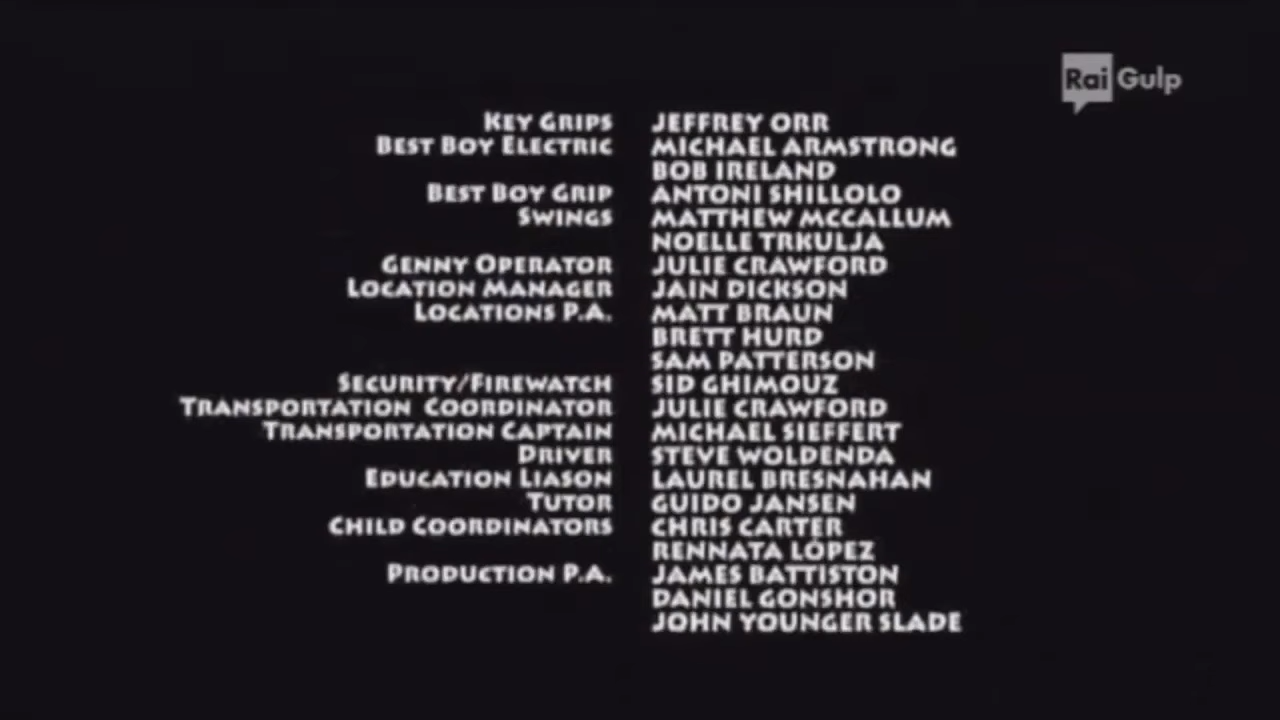 Rai Gulp
KEY GRIPS JEFFREY ORR
BEST BOY ELECTRIC MICHAEL ARMSTRONG
BOB IRELAND
BEST BOY GRIP ANTONI SHILLOLO
SWINGS MATTHEW MCCALLUM
NOELLE TRKULJA
GENNY OPERATOR JULIE CRAWFORD
LOCATION MANAGER JAIN DICKSON
LOCATIONS P.A. MATT BRAUN
BRETT HURD
SAM PATTERSON
SECURITY/FIREWATCH SID GHIMOUZ
TRANSPORTATION COORDINATOR JULIE CRAWFORD
TRANSPORTATION CAPTAIN MICHAEL SIEFFERT
DRIVER STEVE WOLDENDA
EDUCATION LIASON LAUREL BRESNAHAN
TUTOR GUIDO JANSEN
CHILD COORDINATORS CHRIS CARTER
RENNATA LÓPEZ
PRODUCTION P.A. JAMES BATTISTON
DANIEL GONSHOR
JOHN YOUNGER SLADE